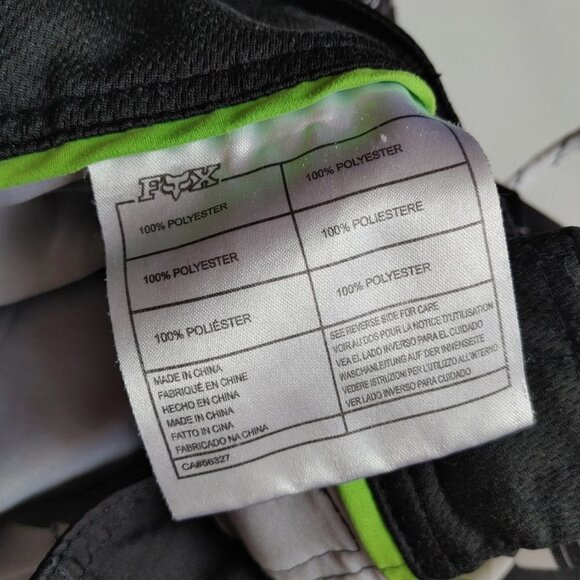 FOX
100% POLYESTER
100% POLYESTER
100% POLYESTER
100% POLIESTERE
100% POLIÉSTER
100% POLYESTER
MADE IN CHINA
FABRIQUÉ EN CHINE
HECHO EN CHINA
MADE IN CHINA
FATTO IN CINA
FABRICADO NA CHINA
SEE REVERSE SIDE FOR CARE
VOIR AU DOS POUR LA NOTICE D'UTILISATION
VEA EL LADO INVERSO PARA EL CUIDADO
WASCHANLEITUNG AUF DER INNENSEITE
VEDERE ISTRUZIONI PER L'UTILIZZO ALL'INTERNO
VER LADO INVERSO PARA CUIDADO
CA#56327